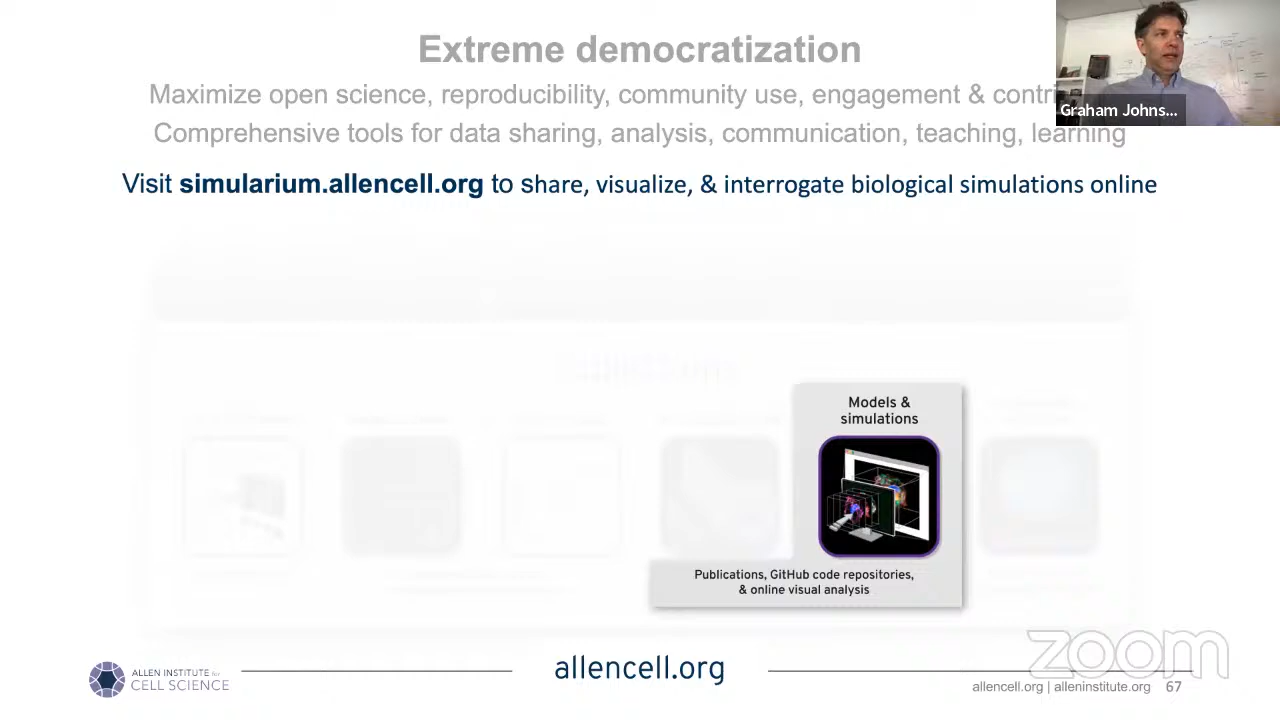 Extreme democratization
Maximize open science, reproducibility, community use, engagement & contri
Comprehensive tools for data sharing, analysis, communication, teaching, learning
Graham Johns...
Visit simularium.allencell.org to share, visualize, & interrogate biological simulations online
Models &
simulations
Publications, GitHub code repositories,
& online visual analysis
zoom
ALLEN INSTITUTE for
CELL SCIENCE
allencell.org
allencell.org | alleninstitute.org 67